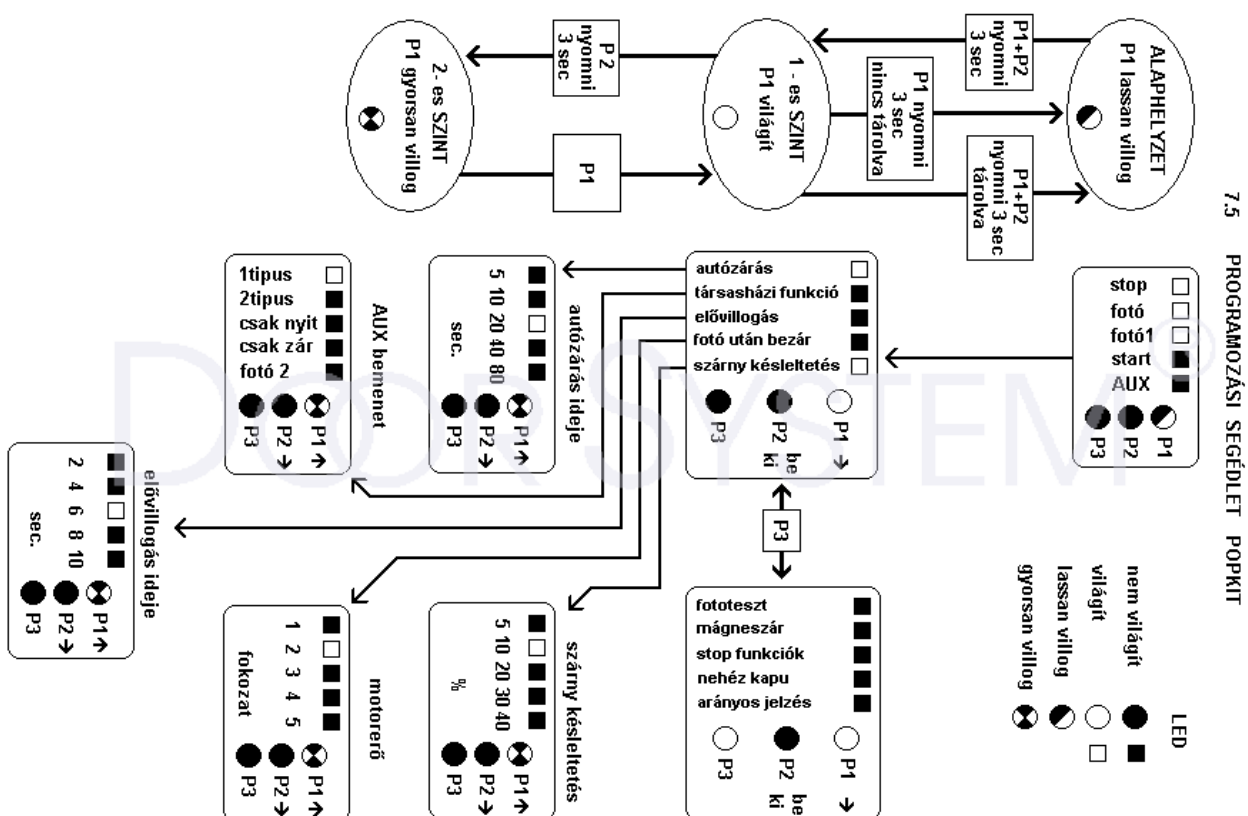 7.5 PROGRAMOZÁSI SEGÉDLET POPKIT
ALAPHELYZET
P1 lassan villog
P1+P2
nyomni
3 sec
P1 nyomni
3 sec
nincs tárolva
P1+P2
nyomni 3 sec
tárolva
1 - es SZINT
P1 világít
P2
nyomni
3 sec
P1
2- es SZINT
P1 gyorsan villog
stop
fotó
fotó1
start
AUX
P1
P2
P3
LED
nem világít
világít
lassan villog
gyorsan villog
autózárás
társasházi funkció
elővillogás
fotó után bezár
szárny késleltetés
P1 →
P2 be
ki
P3
P3
fototeszt
mágneszár
stop funkciók
nehéz kapu
arányos jelzés
P1 →
P2 be
ki
P3
autózárás ideje
5 10 20 40 80
sec.
P1 ↑
P2 →
P3
szárny késleltetés
5 10 20 30 40
%
P1 ↑
P2 →
P3
AUX bemenet
1tipus
2tipus
csak nyit
csak zár
fotó 2
P1 ↑
P2 →
P3
motorerő
1 2 3 4 5
fokozat
P1 ↑
P2 →
P3
elővillogás ideje
2 4 6 8 10
sec.
P1 ↑
P2 →
P3
DOORSYSTEM®